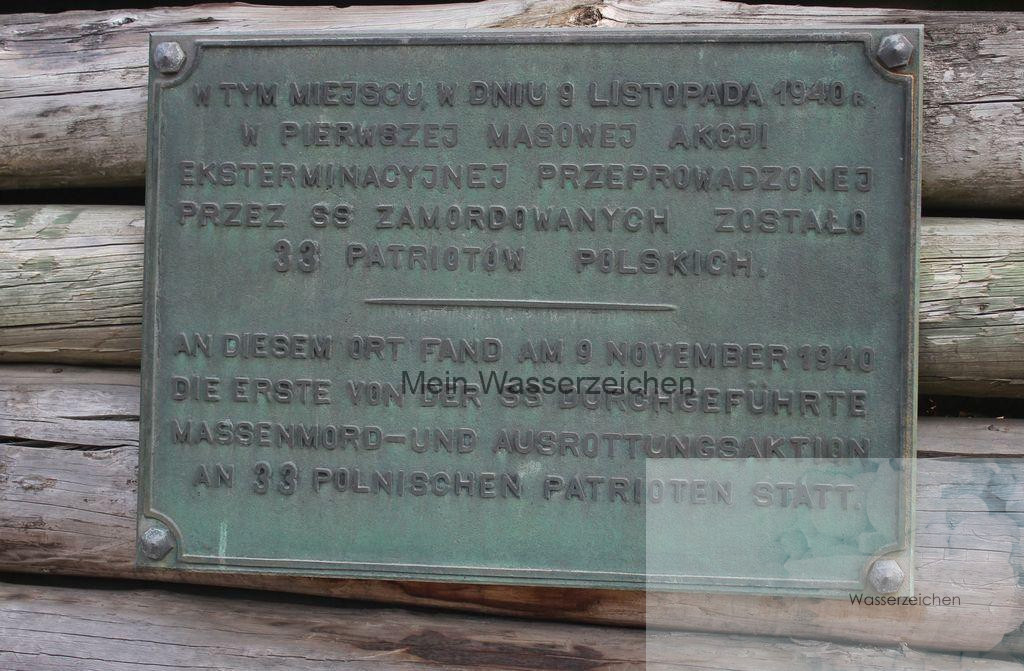 W TYM MIEJSCU, W DNIU 9 LISTOPADA 1940 R.
W PIERWSZEJ MASOWEJ AKCJI
EKSTERMINACYJNEJ PRZEPROWADZONEJ
PRZEZ SS ZAMORDOWANYCH ZOSTAŁO
33 PATRIOTÓW POLSKICH.
AN DIESEM ORT FAND AM 9 NOVEMBER 1940
DIE ERSTE VON DER SS DURCHGEFÜHRTE
Mein Wasserzeichen
MASSENMORD-UND AUSROTTUNGSAKTION
AN 33 POLNISCHEN PATRIOTEN STATT.
Wasserzeichen